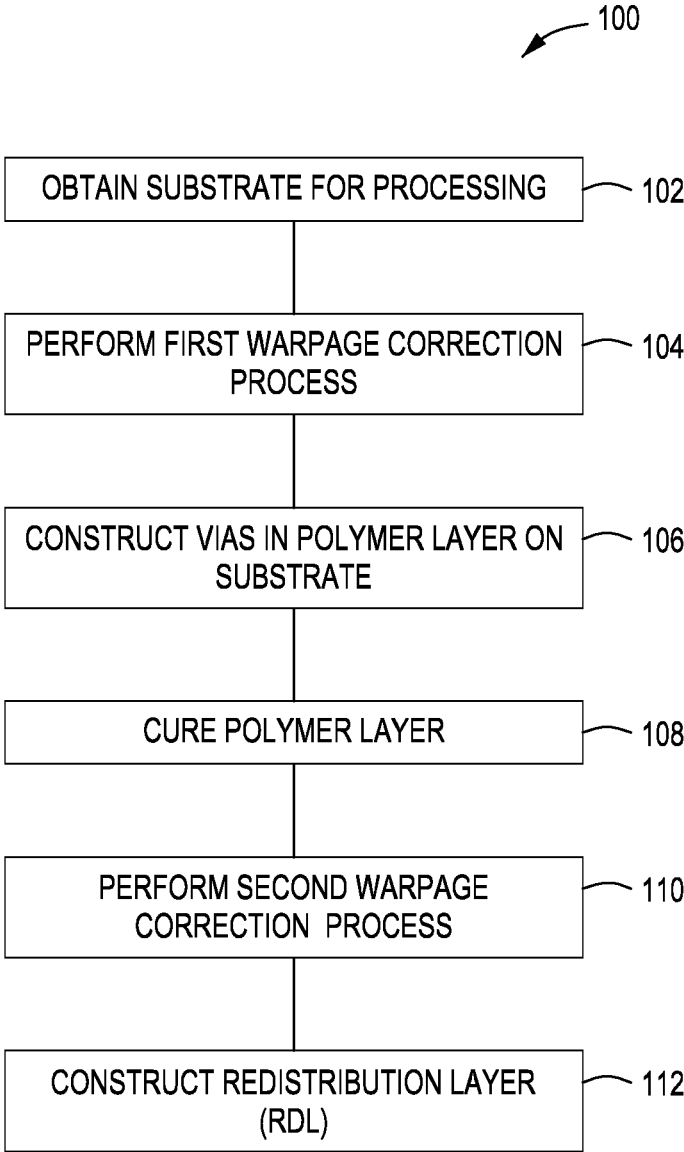 100
OBTAIN SUBSTRATE FOR PROCESSING
102
PERFORM FIRST WARPAGE CORRECTION
PROCESS
104
CONSTRUCT VIAS IN POLYMER LAYER ON
SUBSTRATE
106
CURE POLYMER LAYER
108
PERFORM SECOND WARPAGE
CORRECTION PROCESS
110
CONSTRUCT REDISTRIBUTION LAYER
(RDL)
112